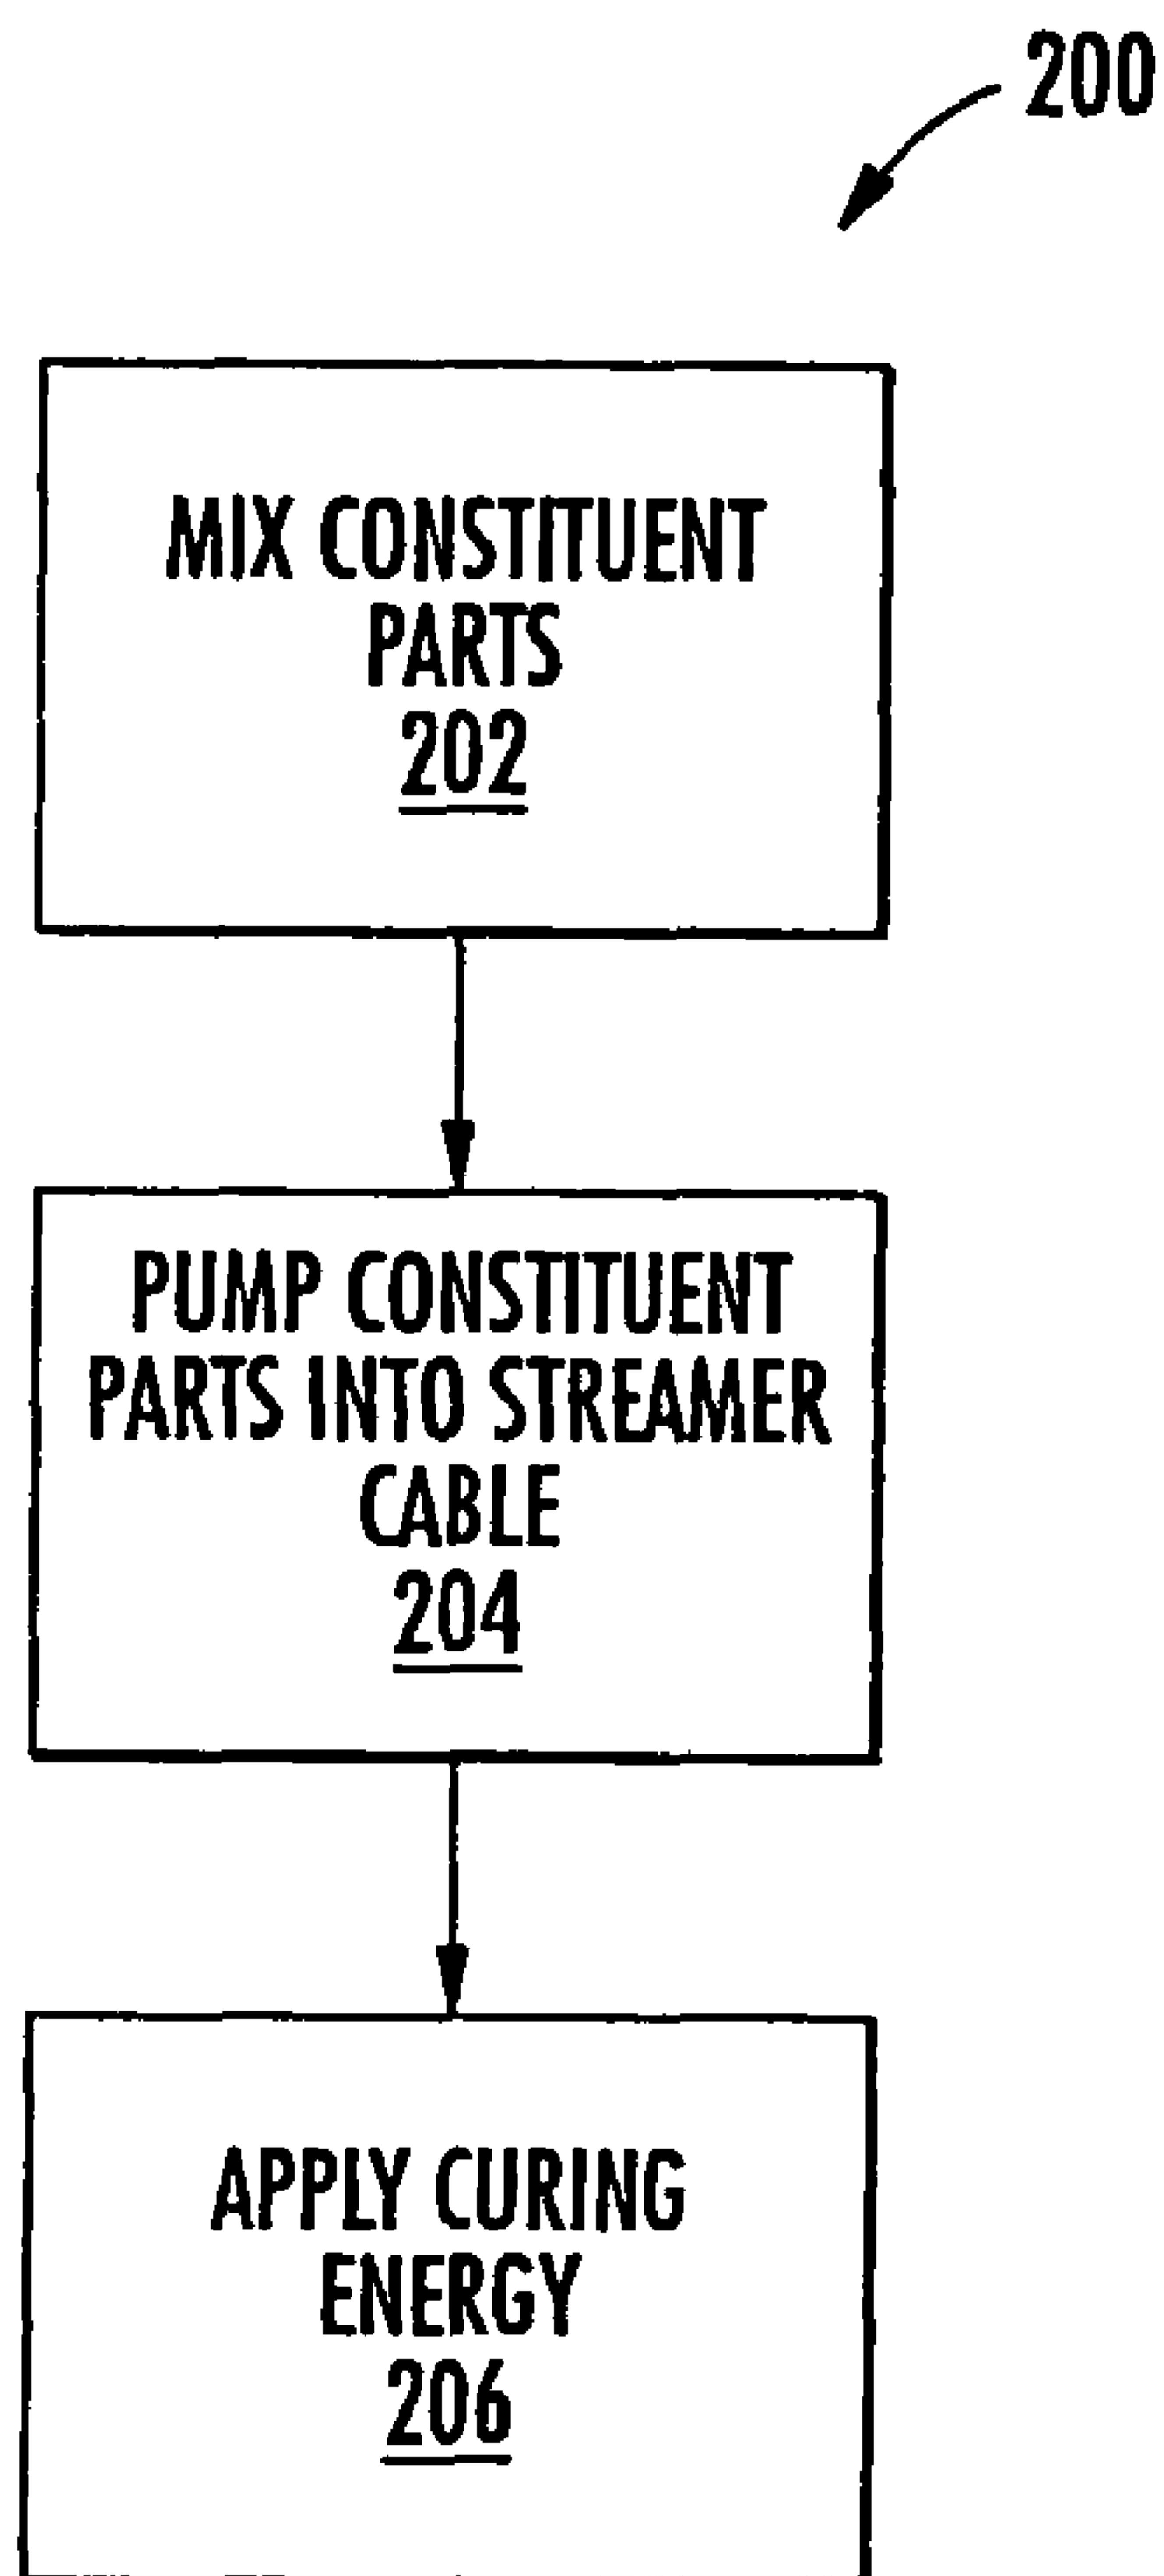 200
MIX CONSTITUENT
PARTS
202
PUMP CONSTITUENT
PARTS INTO STREAMER
CABLE
204
APPLY CURING
ENERGY
206